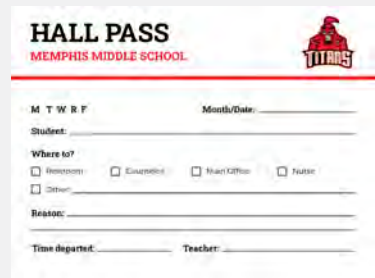 HALL PASS
MEMPHIS MIDDLE SCHOOL
TITANS
M T W R F Month/Date:
Student:
Where to?
Restroom Counselor Main Office Nurse
Other:
Reason:
Time departed: Teacher: